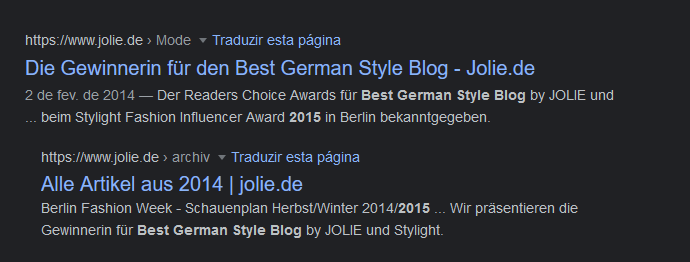 https://www.jolie.de › Mode ▾ Traduzir esta página
Die Gewinnerin für den Best German Style Blog - Jolie.de
2 de fev. de 2014 — Der Readers Choice Awards für Best German Style Blog by JOLIE und
... beim Stylight Fashion Influencer Award 2015 in Berlin bekanntgegeben.
https://www.jolie.de › archiv ▾ Traduzir esta página
Alle Artikel aus 2014 | jolie.de
Berlin Fashion Week - Schauenplan Herbst/Winter 2014/2015 ... Wir präsentieren die
Gewinnerin für Best German Style Blog by JOLIE und Stylight.